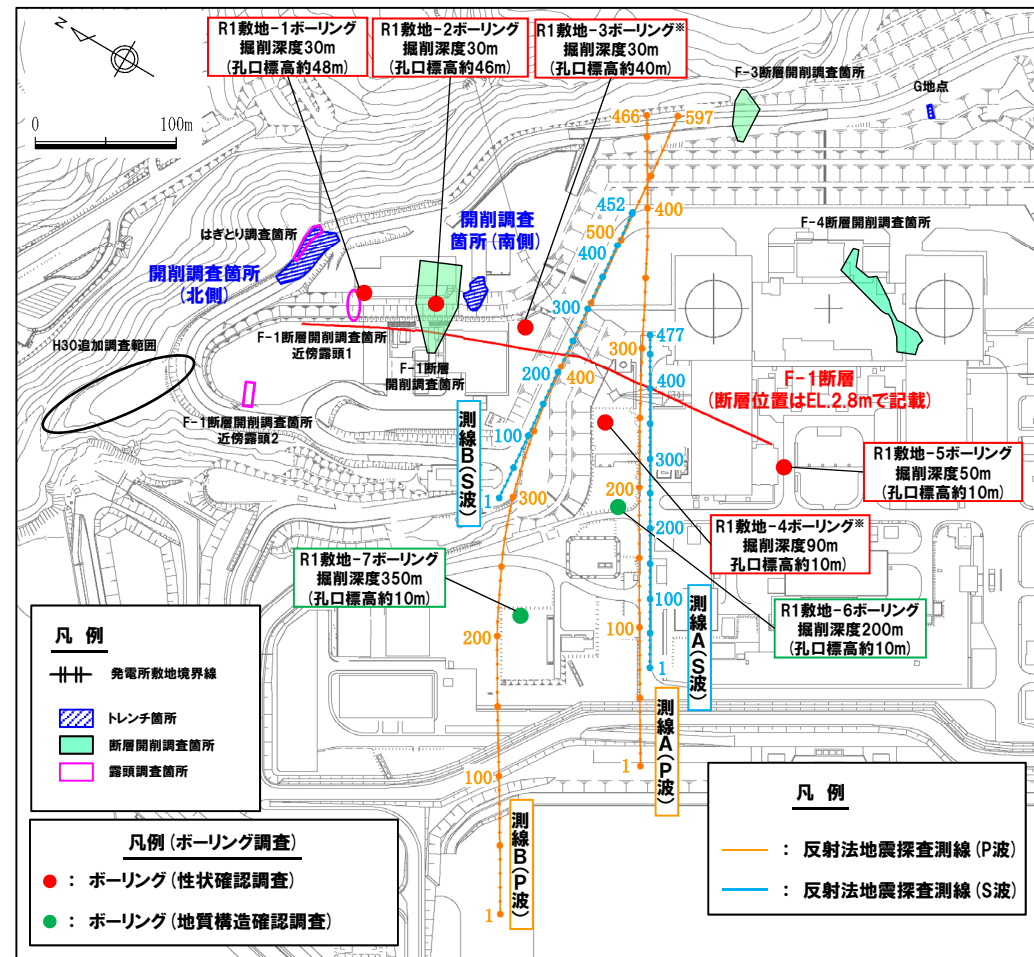 R1敷地-1ボーリング
掘削深度30m
(孔口標高約48m)
R1敷地-2ボーリング
掘削深度30m
(孔口標高約46m)
R1敷地-3ボーリング※
掘削深度30m
(孔口標高約40m)
N
0 100m
F-3断層開削調査箇所
G地点
466
597
400
452
500
400
300
400
200
100
1
300
477
400
300
200
100
1
300
200
100
1
200
100
1
はぎとり調査箇所
開削調査箇所
(北側)
開削調査
箇所(南側)
F-4断層開削調査箇所
H30追加調査範囲
F-1断層開削調査箇所
近傍露頭1
F-1断層
開削調査箇所
F-1断層開削調査箇所
近傍露頭2
F-1断層
(断層位置はEL.2.8mで記載)
測線B(S波)
R1敷地-5ボーリング
掘削深度50m
(孔口標高約10m)
R1敷地-4ボーリング※
掘削深度90m
孔口標高約10m)
R1敷地-7ボーリング
掘削深度350m
(孔口標高約10m)
R1敷地-6ボーリング
掘削深度200m
(孔口標高約10m)
測線A(S波)
測線A(P波)
測線B(P波)
凡 例
発電所敷地境界線
トレンチ箇所
断層開削調査箇所
露頭調査箇所
凡例(ボーリング調査)
: ボーリング(性状確認調査)
: ボーリング(地質構造確認調査)
凡 例
: 反射法地震探査測線(P波)
: 反射法地震探査測線(S波)